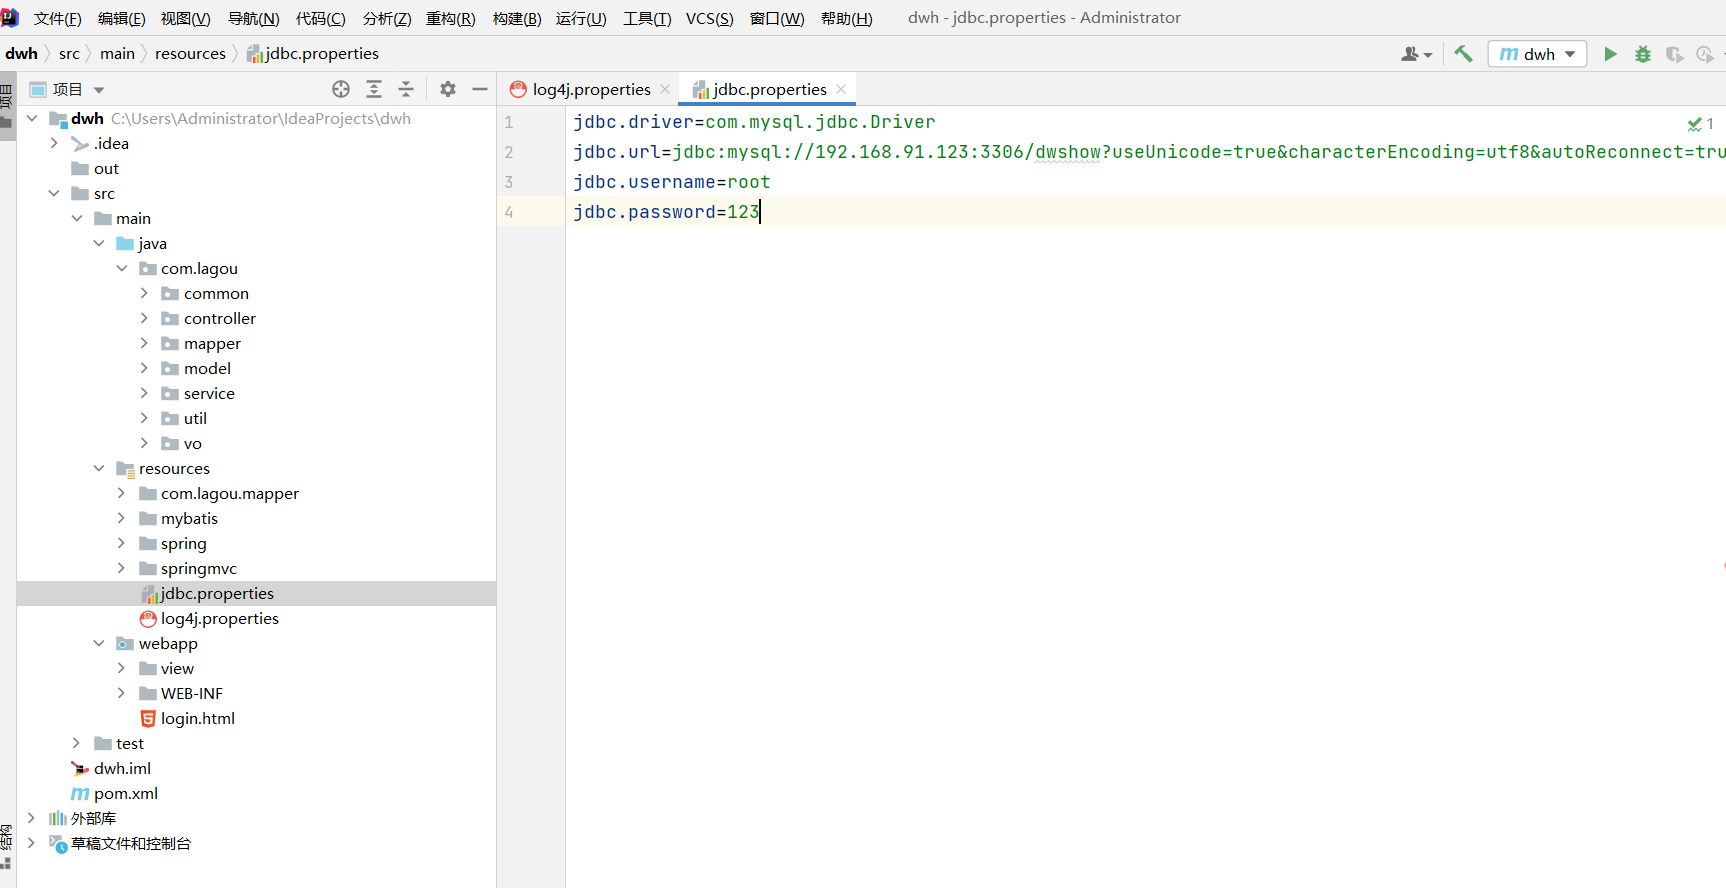 文件(F) 编辑(E) 视图(V) 导航(N) 代码(C) 分析(Z) 重构(R) 构建(B) 运行(U) 工具(T) VCS(S) 窗口(W) 帮助(H) dwh - jdbc.properties - Administrator
dwh src main resources jdbc.properties
dwh
项目
项目
log4j.properties
jdbc.properties
dwh C:\Users\Administrator\IdeaProjects\dwh
.idea
out
src
main
java
com.lagou
common
controller
mapper
model
service
util
vo
resources
com.lagou.mapper
mybatis
spring
springmvc
jdbc.properties
log4j.properties
webapp
view
WEB-INF
login.html
test
dwh.iml
pom.xml
外部库
草稿文件和控制台
结构
1 jdbc.driver=com.mysql.jdbc.Driver
1
2 jdbc.url=jdbc:mysql://192.168.91.123:3306/dwshow?useUnicode=true&characterEncoding=utf8&autoReconnect=tru
3 jdbc.username=root
4 jdbc.password=123